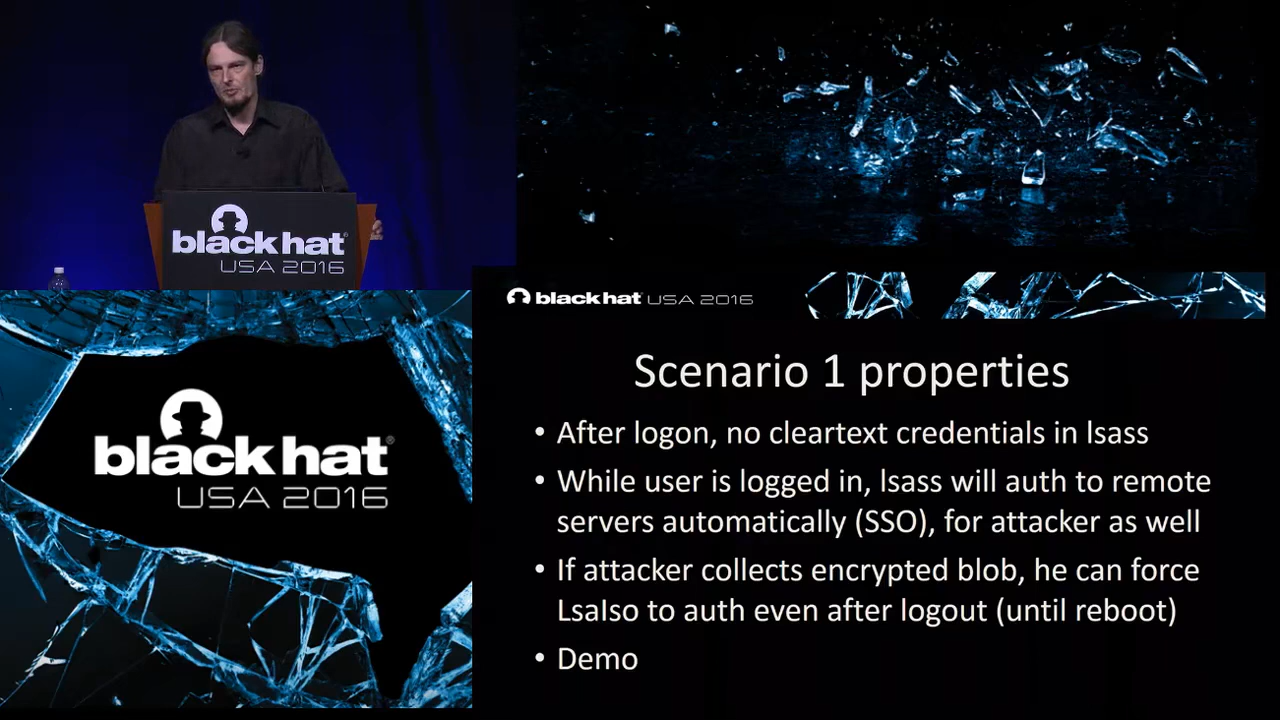 black hat
USA 2016
black hat USA 2016
black hat
USA 2016
Scenario 1 properties
• After logon, no cleartext credentials in lsass
• While user is logged in, lsass will auth to remote
servers automatically (SSO), for attacker as well
• If attacker collects encrypted blob, he can force
LsaIso to auth even after logout (until reboot)
• Demo